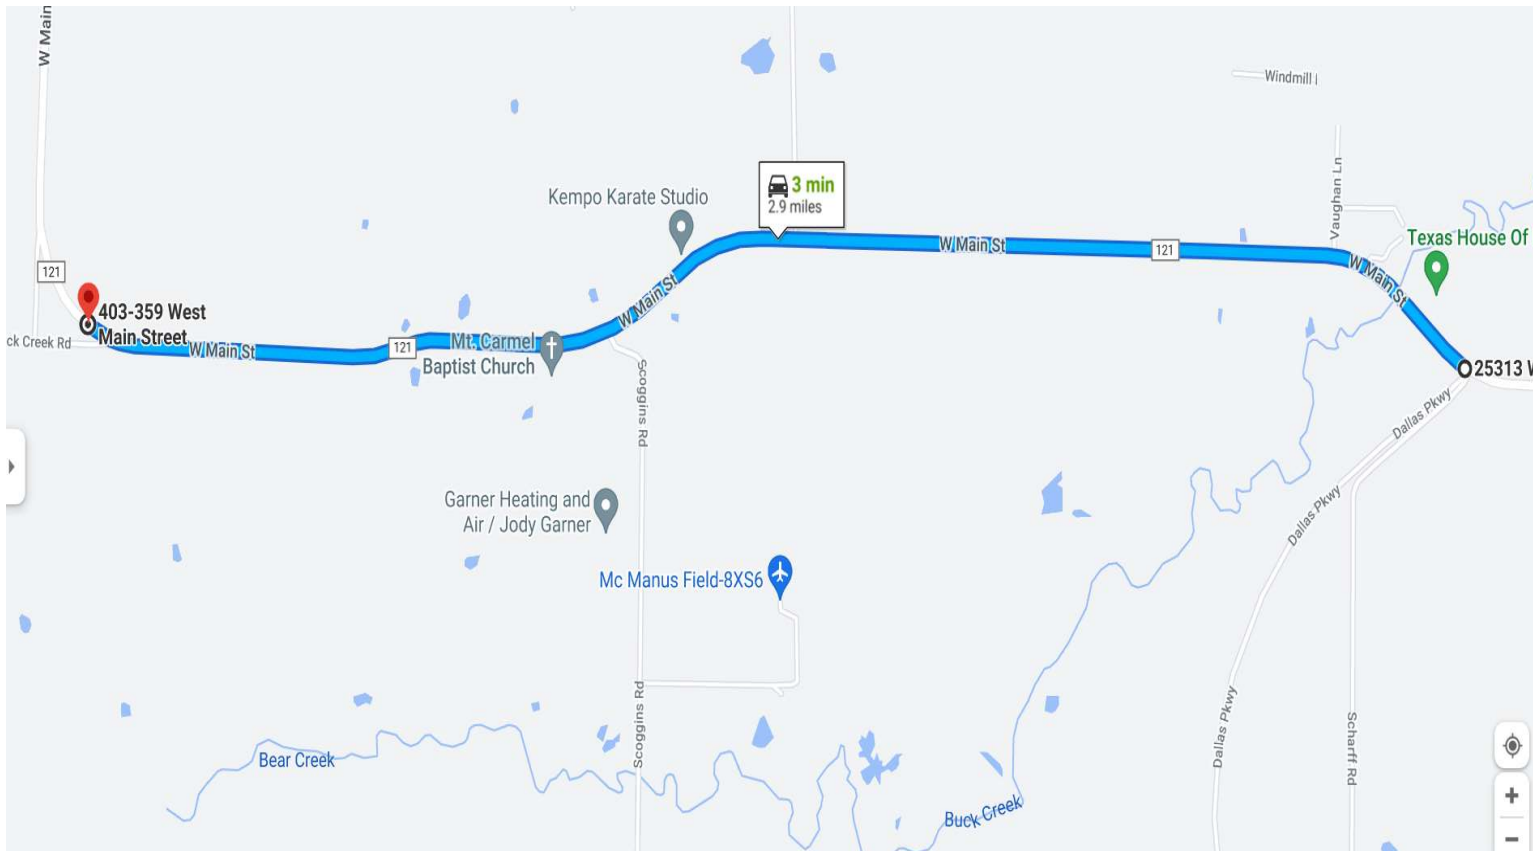 W Main
Windmill
Kempo Karate Studio
3 min
2.9 miles
Vaughan Ln
W Main St
121
Texas House Of
W Main St
121
W Main St
403-359 West
Main Street
ck Creek Rd
W Main St
121
Mt. Carmel
Baptist Church
25313 W
Scoggins Rd
Dallas Pkwy
Garner Heating and
Air / Jody Garner
Dallas Pkwy
Mc Manus Field-8XS6
Scoggins Rd
Dallas Pkwy
Scharff Rd
Bear Creek
Buck Creek